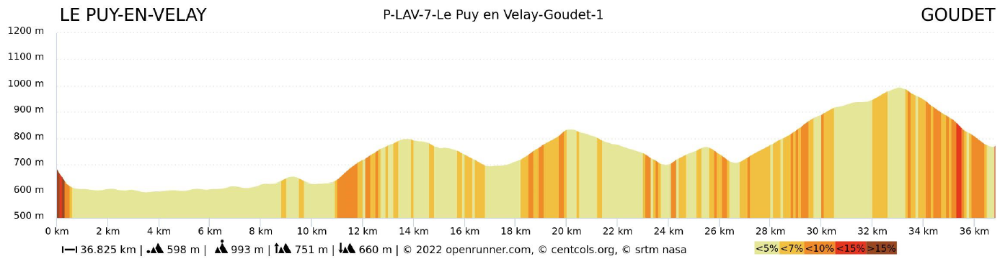 LE PUY-EN-VELAY
P-LAV-7-Le Puy en Velay-Goudet-1
GOUDET
1200 m
1100 m
1000 m
900 m
800 m
700 m
600 m
500 m
0 km 2 km 4 km 6 km 8 km 10 km 12 km 14 km 16 km 18 km 20 km 22 km 24 km 26 km 28 km 30 km 32 km 34 km 36 km
36.825 km | 598 m | 993 m | 751 m | 660 m | © 2022 openrunner.com, © centcols.org, © srtm nasa
<5% <7% <10% <15% >15%